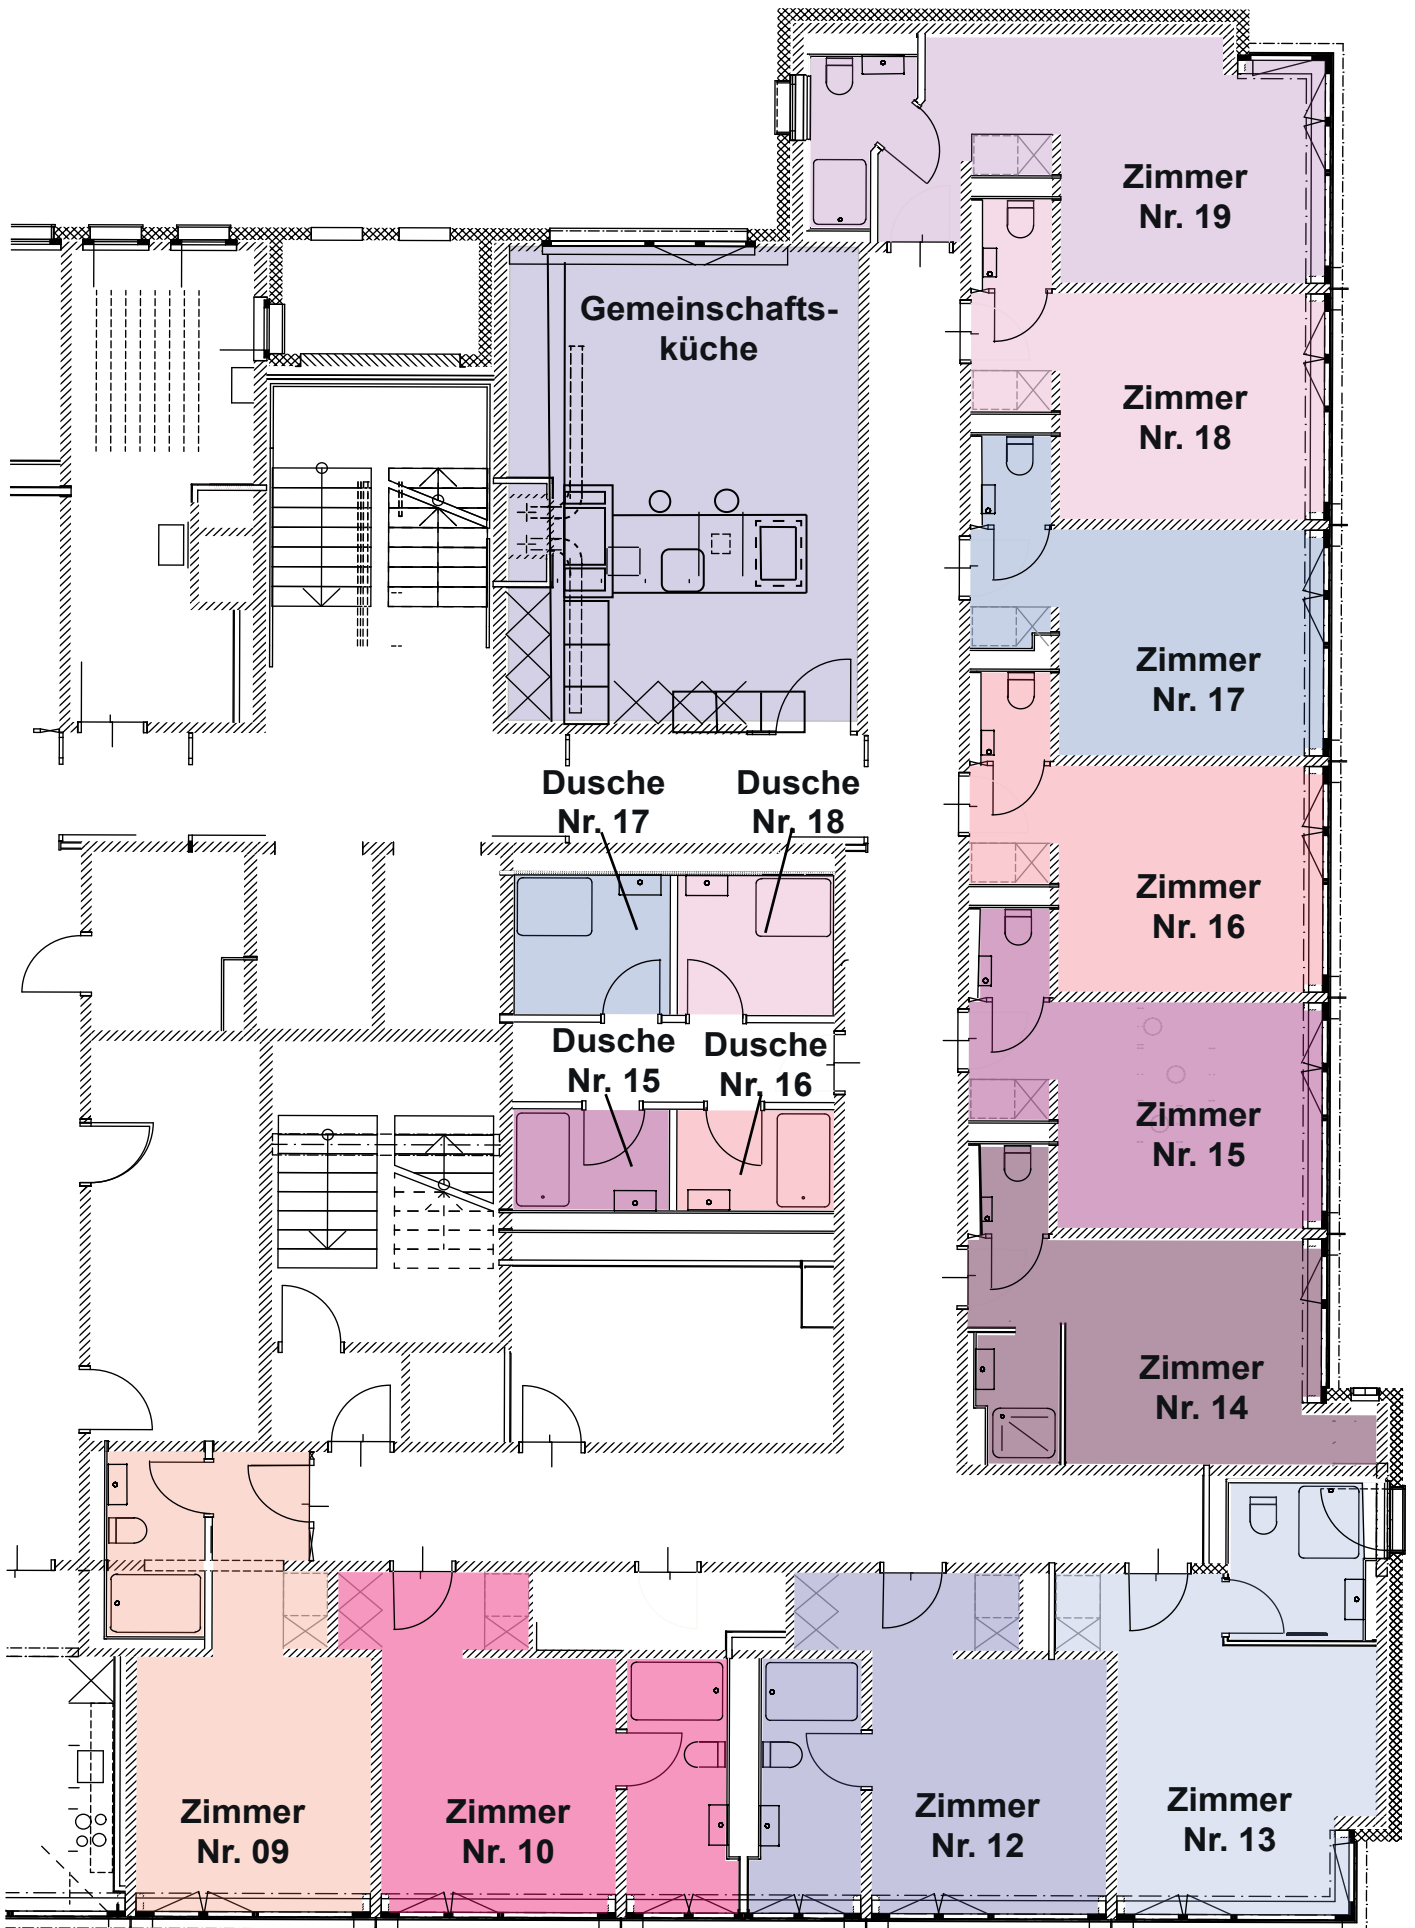 Zimmer
Nr. 19
Gemeinschafts-
küche
Zimmer
Nr. 18
Zimmer
Nr. 17
Dusche
Nr. 17
Dusche
Nr. 18
Zimmer
Nr. 16
Dusche
Nr. 15
Dusche
Nr. 16
Zimmer
Nr. 15
Zimmer
Nr. 14
Zimmer
Nr. 09
Zimmer
Nr. 10
Zimmer
Nr. 12
Zimmer
Nr. 13